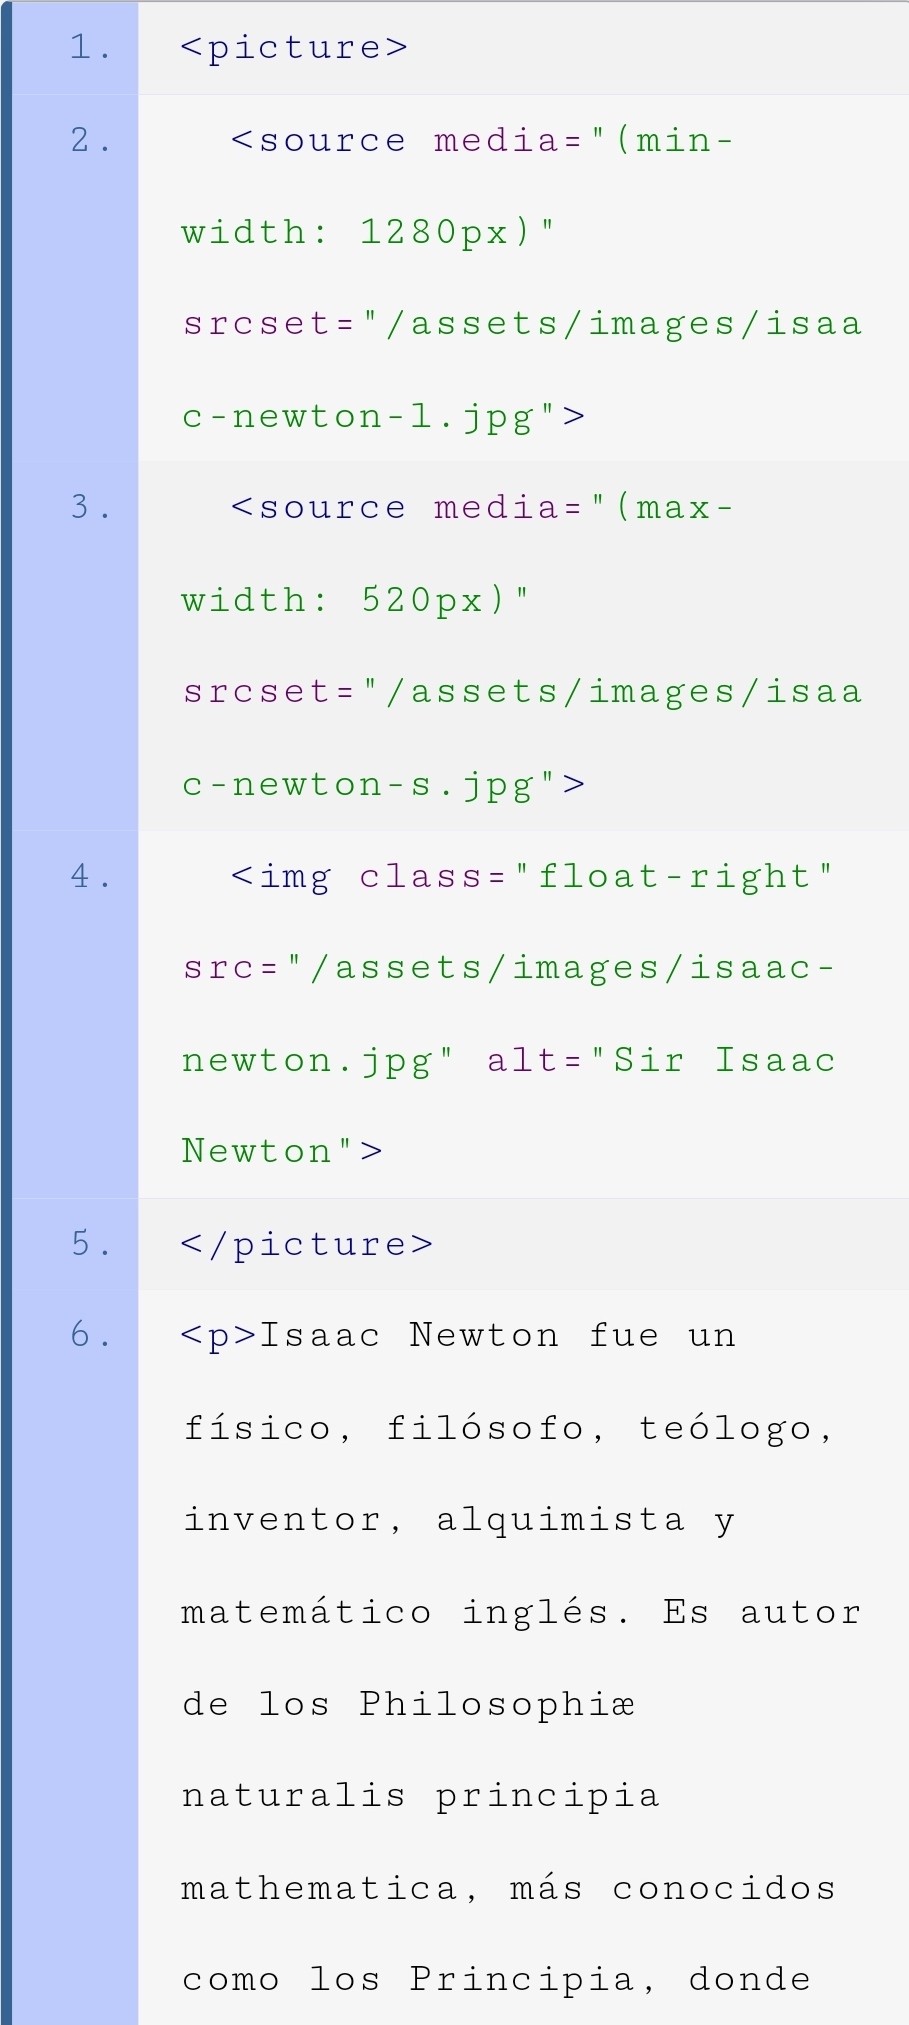 1. <picture>
2.   <source media="(min-
width: 1280px)"
srcset="/assets/images/isaa
c-newton-l.jpg">
3.   <source media="(max-
width: 520px)"
srcset="/assets/images/isaa
c-newton-s.jpg">
4.   <img class="float-right"
src="/assets/images/isaac-
newton.jpg" alt="Sir Isaac
Newton">
5. </picture>
6. <p>Isaac Newton fue un
físico, filósofo, teólogo,
inventor, alquimista y
matemático inglés. Es autor
de los Philosophiæ
naturalis principia
mathematica, más conocidos
como los Principia, donde